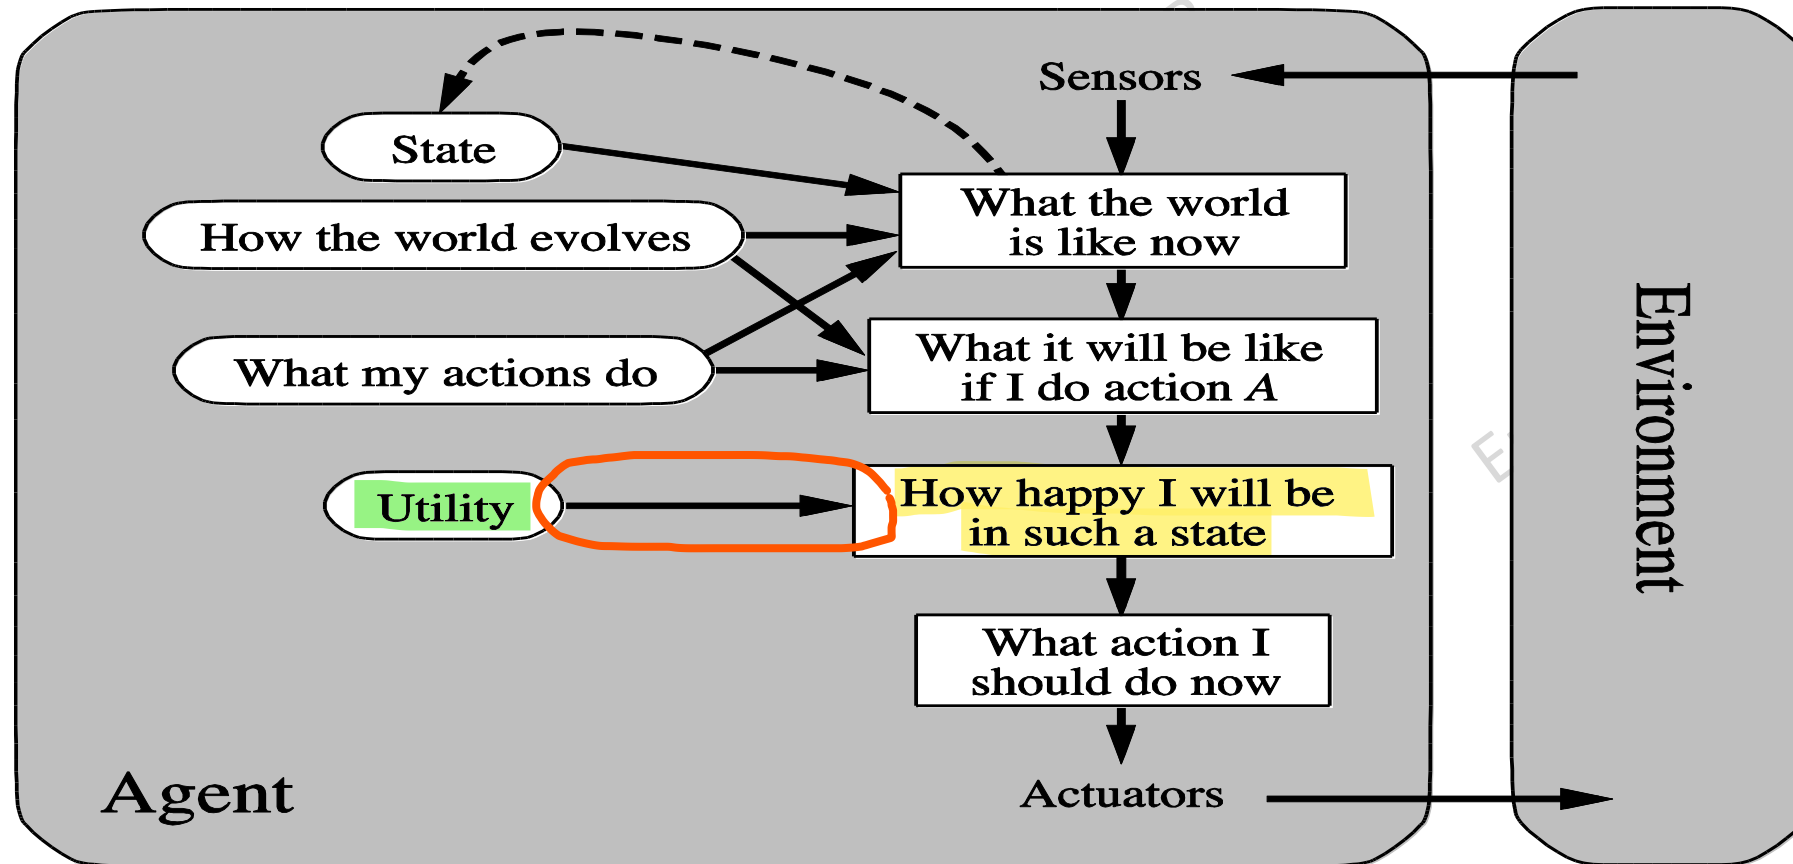 Sensors
State
What the world
is like now
How the world evolves
What it will be like
if I do action A
What my actions do
Utility
How happy I will be
in such a state
What action I
should do now
Agent
Actuators
Environment